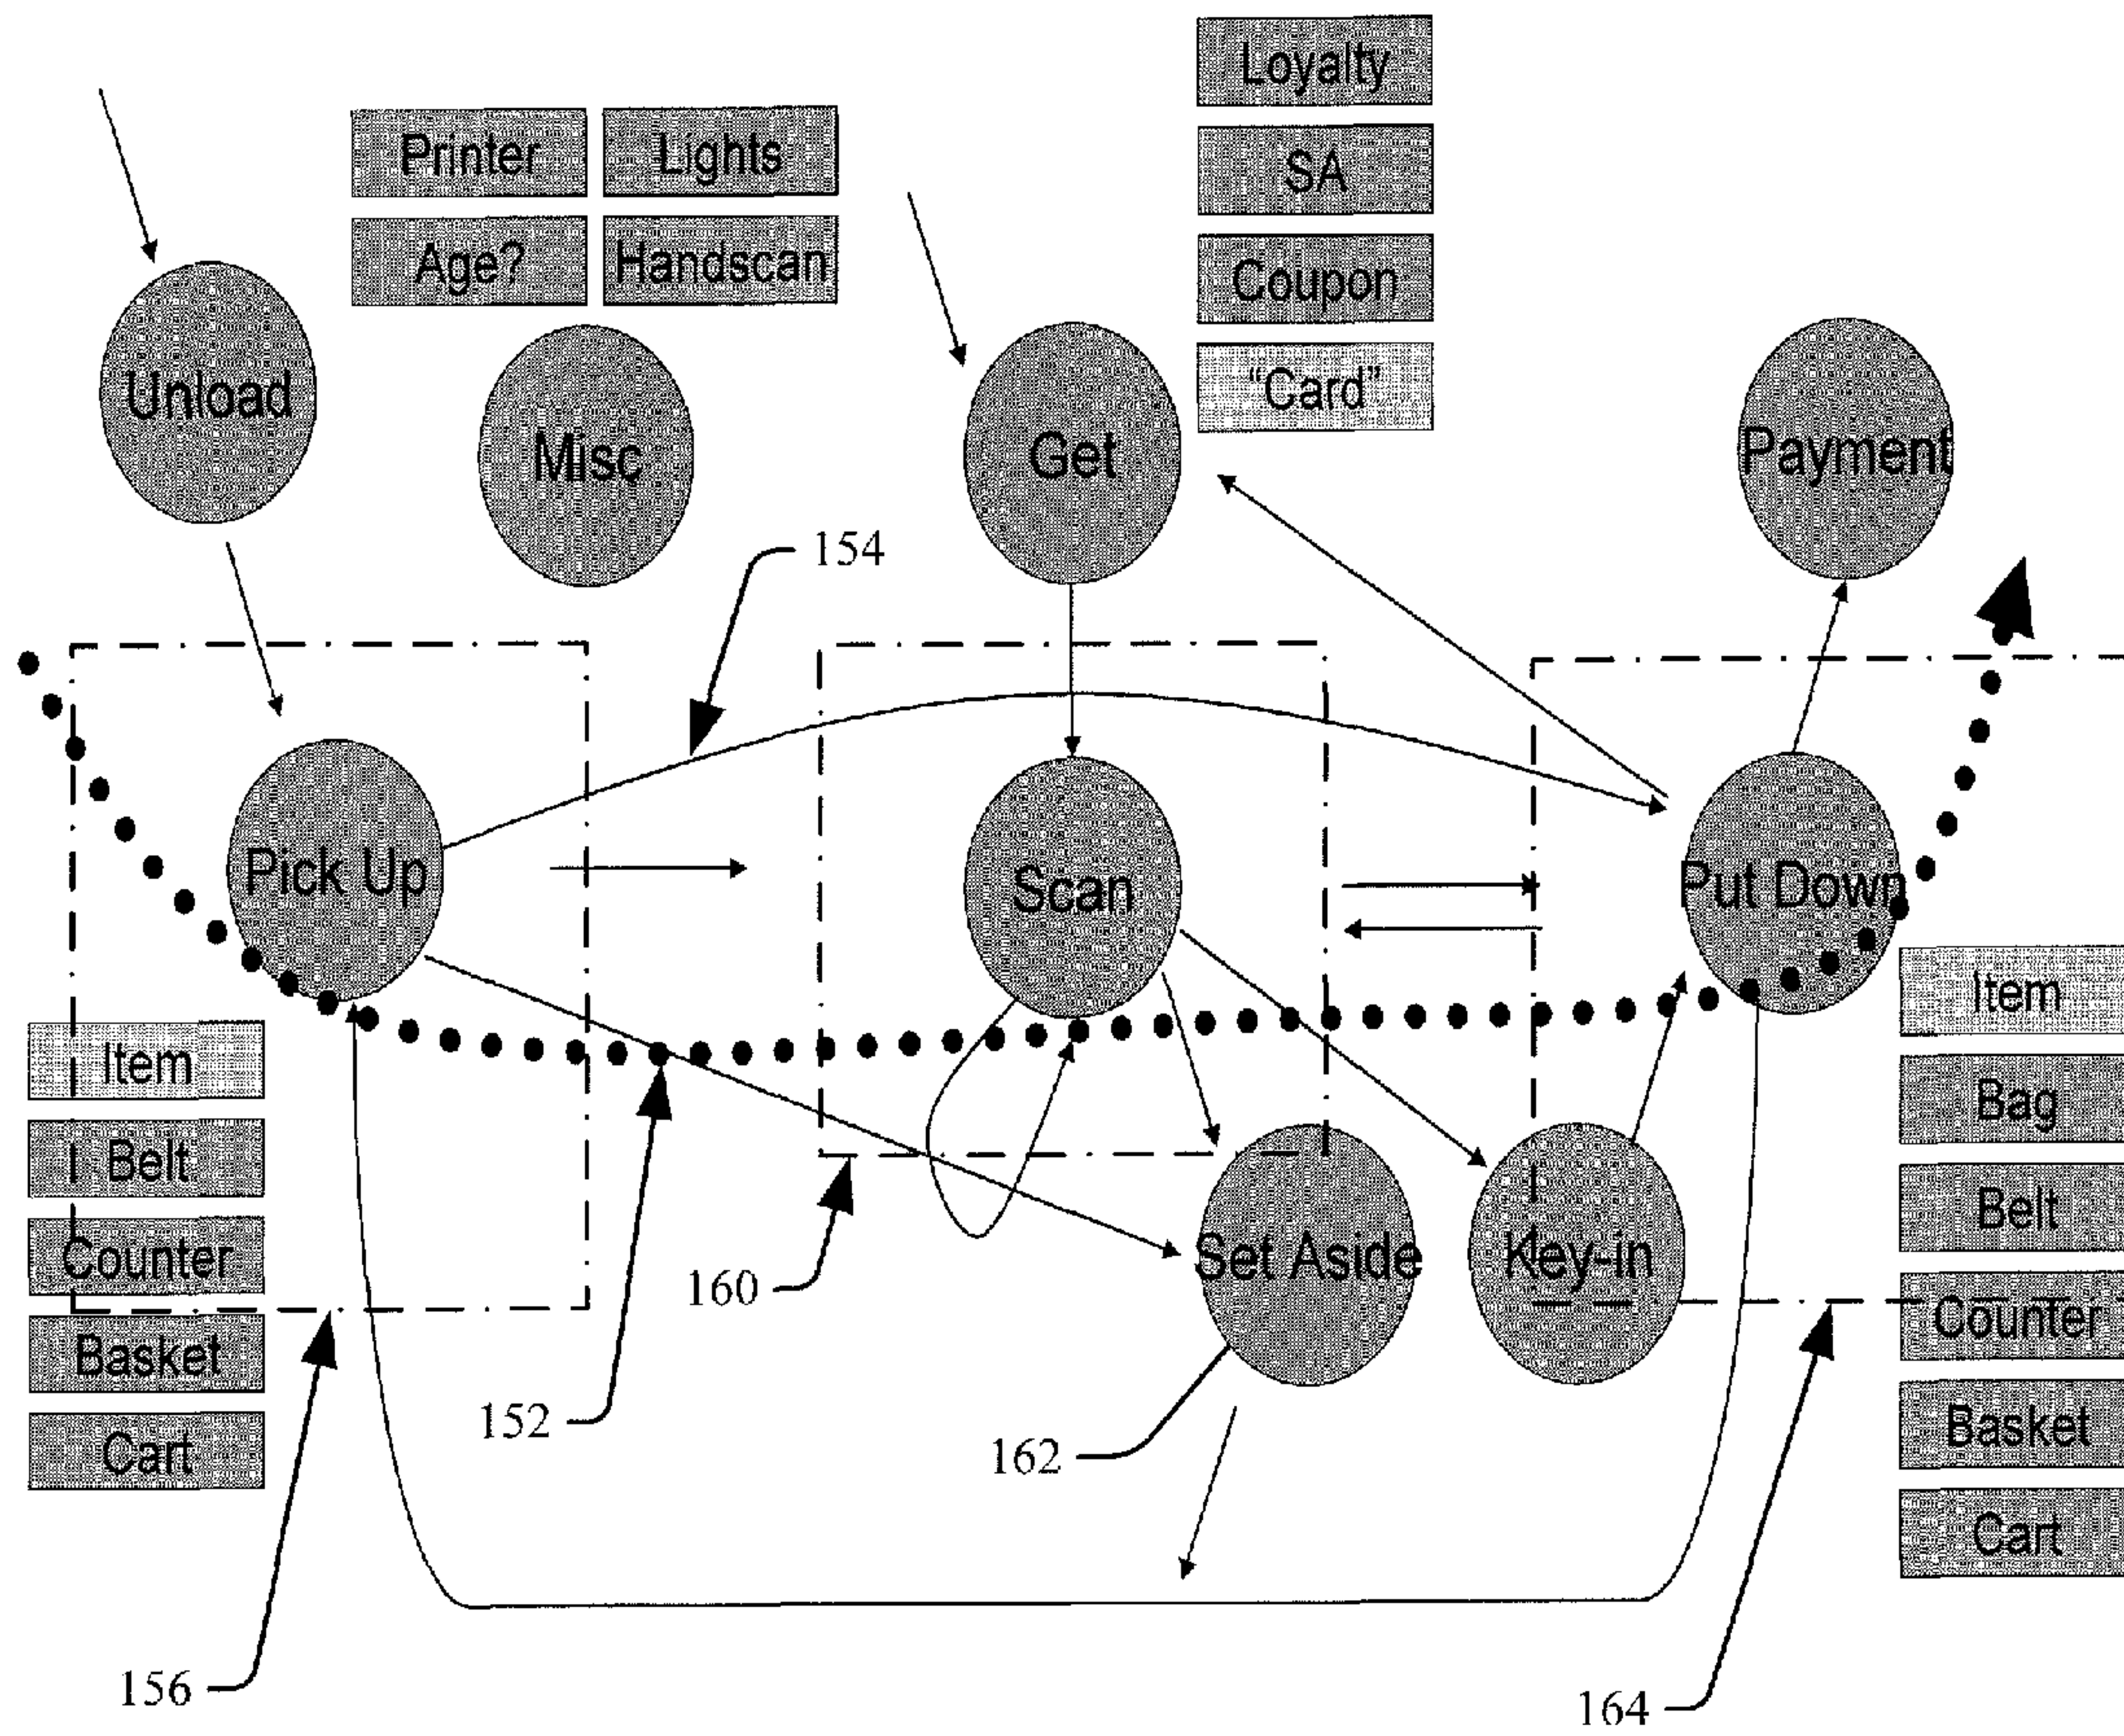 Loyalty
Printer
Lights
SA
Age?
Handscan
Coupon
"Card"
Unload
Misc
Get
Payment
154
Pick Up
Scan
Put Down
Item
Item
Belt
Bag
Counter
Belt
Set Aside
Key-in
160
Basket
Counter
152
Cart
162
Basket
Cart
156
164